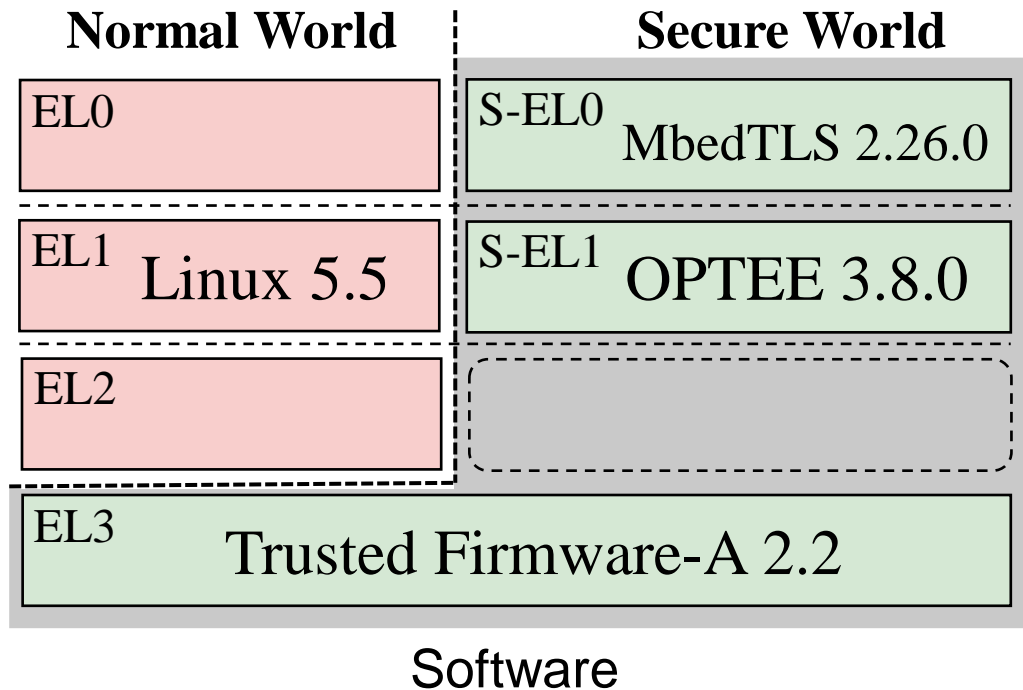 Normal World
Secure World
EL0
S-EL0
MbedTLS 2.26.0
EL1
Linux 5.5
S-EL1
OPTEE 3.8.0
EL2
EL3
Trusted Firmware-A 2.2
Software